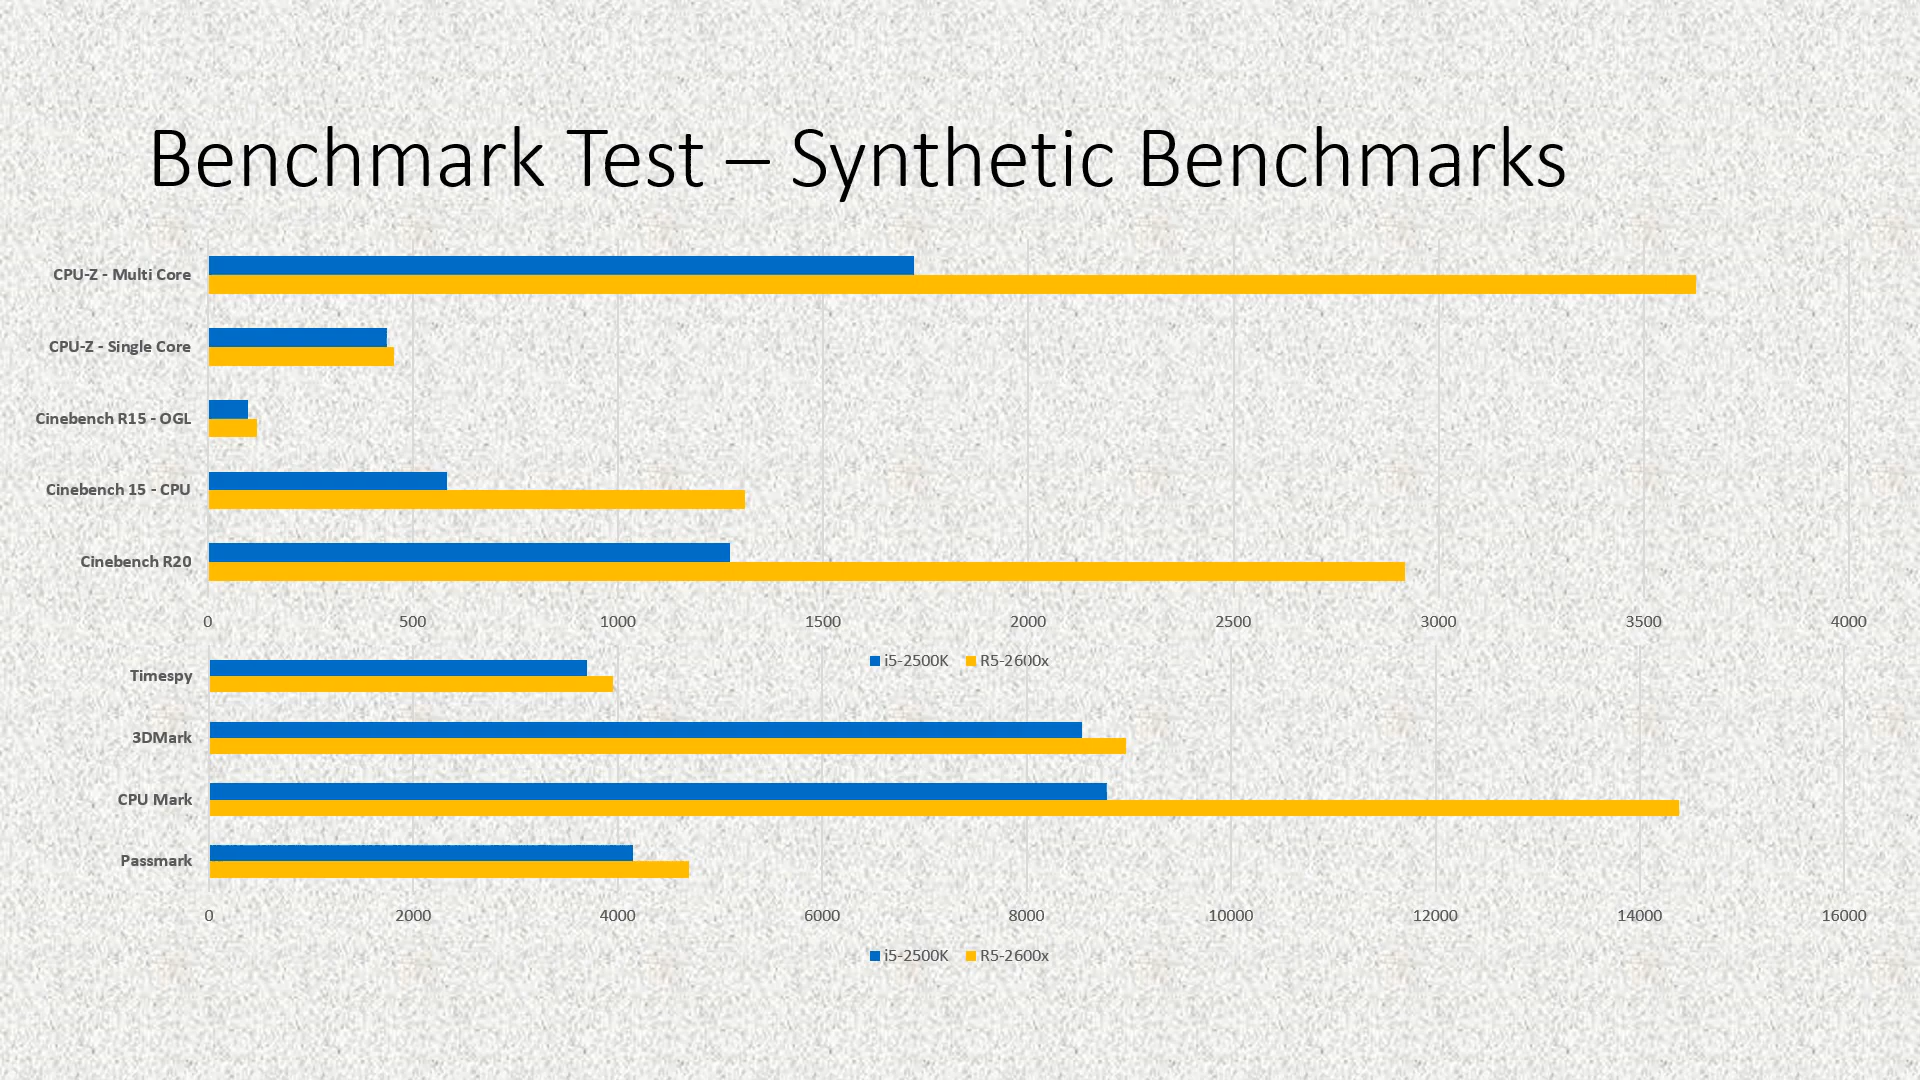 Benchmark Test – Synthetic Benchmarks
CPU-Z - Multi Core
CPU-Z - Single Core
Cinebench R15 - OGL
Cinebench 15 - CPU
Cinebench R20
0 500 1000 1500 2000 2500 3000 3500 4000
i5-2500K R5-2600x
Timespy
3DMark
CPU Mark
Passmark
0 2000 4000 6000 8000 10000 12000 14000 16000
i5-2500K R5-2600x